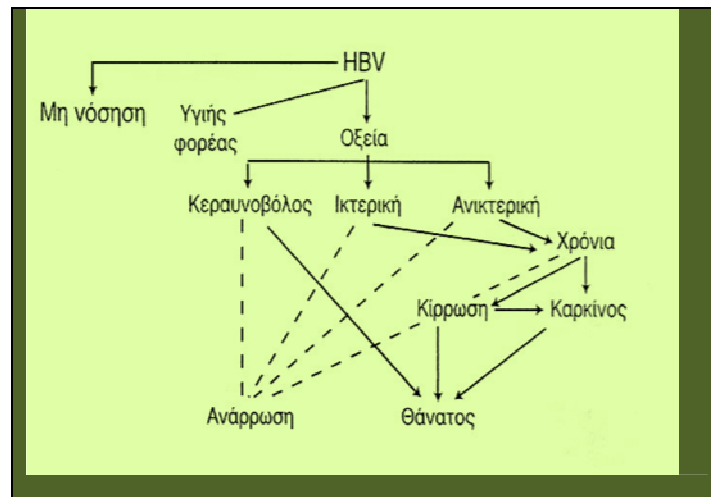 HBV
Μη νόσηση
Υγιής
φορέας
Οξεία
Κεραυνοβόλος
Ικτερική
Ανικτερική
Χρόνια
Κίρρωση
Καρκίνος
Ανάρρωση
Θάνατος